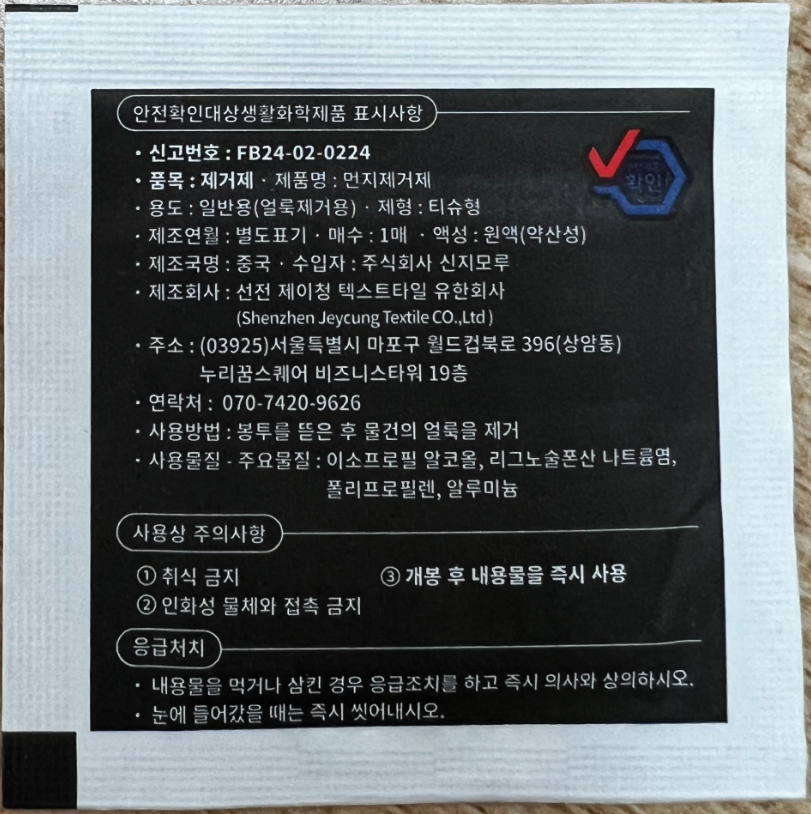 안전확인대상생활화학제품 표시사항
확인
· 신고번호 : FB24-02-0224
· 품목 : 제거제 · 제품명 : 먼지제거제
· 용도 : 일반용(얼룩제거용) · 제형 : 티슈형
· 제조연월 : 별도표기 · 매수 : 1매 · 액성 : 원액(약산성)
· 제조국명 : 중국 · 수입자 : 주식회사 신지모루
· 제조회사 : 선전 제이청 텍스트타일 유한회사
(Shenzhen Jeycung Textile CO.,Ltd )
· 주소 : (03925)서울특별시 마포구 월드컵북로 396(상암동)
누리꿈스퀘어 비즈니스타워 19층
· 연락처 : 070-7420-9626
· 사용방법 : 봉투를 뜯은 후 물건의 얼룩을 제거
· 사용물질 - 주요물질 : 이소프로필 알코올, 리그노술폰산 나트륨염,
폴리프로필렌, 알루미늄
사용상 주의사항
① 취식 금지
② 인화성 물체와 접촉 금지
③ 개봉 후 내용물을 즉시 사용
응급처치
· 내용물을 먹거나 삼킨 경우 응급조치를 하고 즉시 의사와 상의하시오.
· 눈에 들어갔을 때는 즉시 씻어내시오.